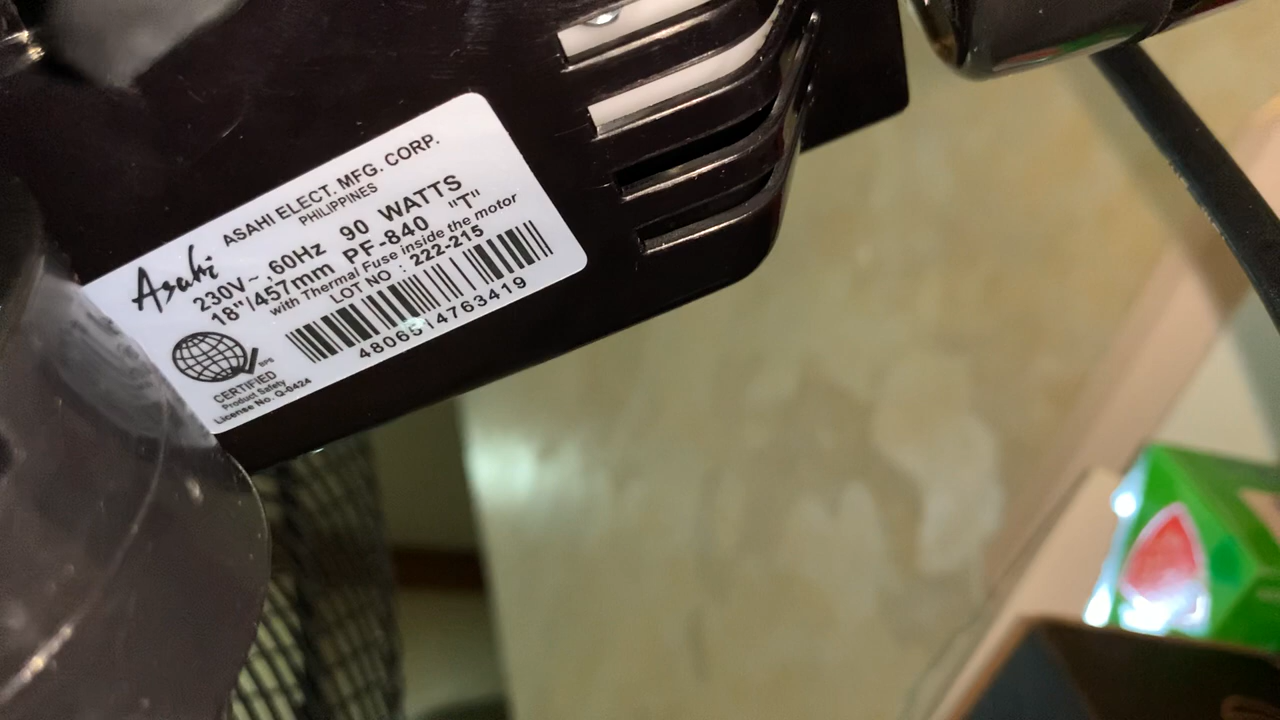 Asahi
ASAHI ELECT. MFG. CORP.
PHILIPPINES
230V~,60Hz 90 WATTS
18"/457mm PF-840 "T"
with Thermal Fuse inside the motor
LOT NO : 222-215
4806514763419
BPS
CERTIFIED
Product Safety
License No. Q-0424